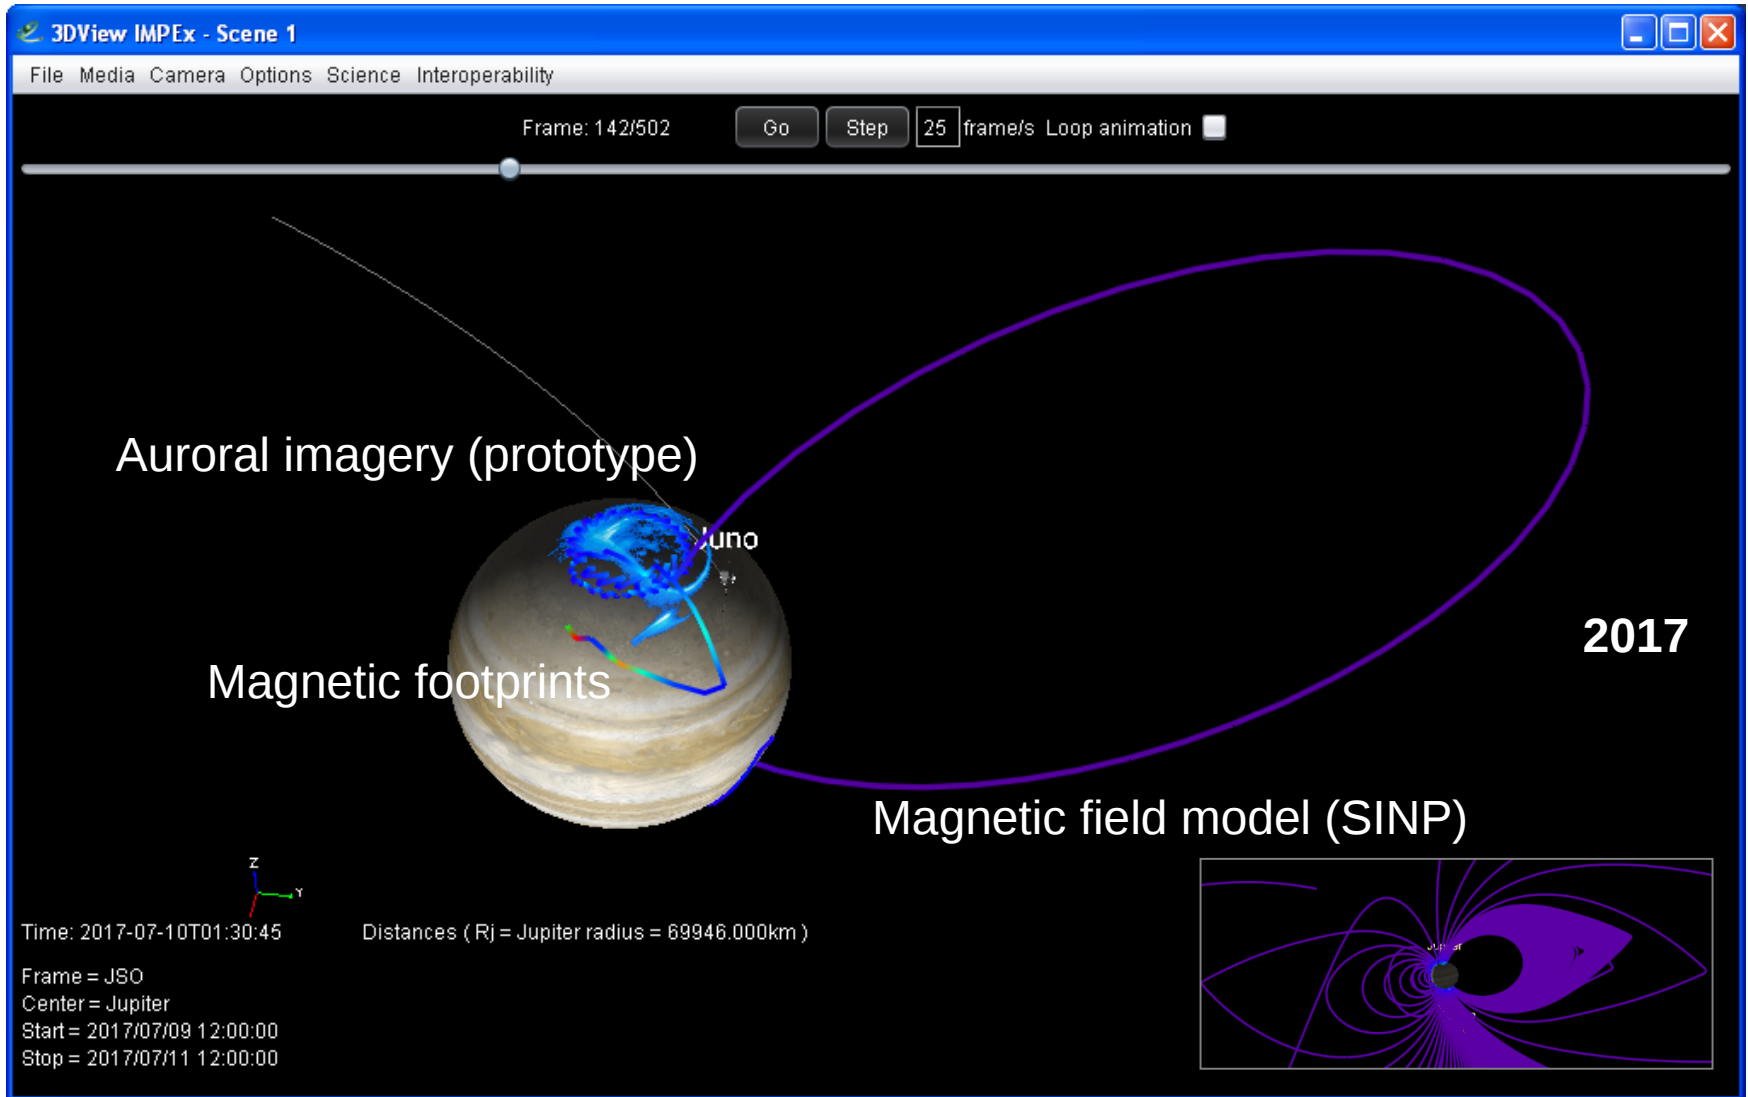 3DView IMPEx - Scene 1
File Media Camera Options Science Interoperability
Frame: 142/502 Go Step 25 frame/s Loop animation
Auroral imagery (prototype)
Juno
2017
Magnetic footprints
Magnetic field model (SINP)
Z
Y
Time: 2017-07-10T01:30:45 Distances ( Rj = Jupiter radius = 69946.000km )
Jupiter
Frame = JSO
Center = Jupiter
Start = 2017/07/09 12:00:00
Stop = 2017/07/11 12:00:00